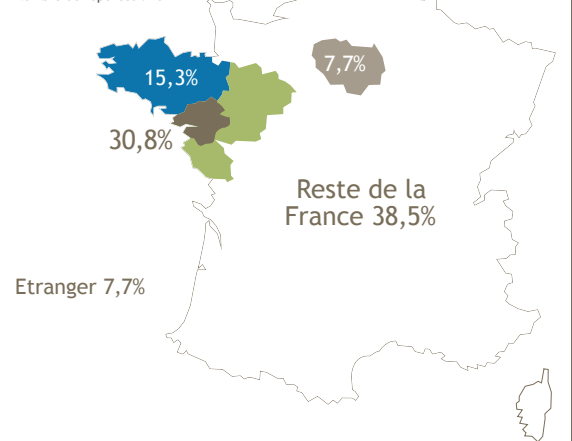 7,7%
15,3%
30,8%
Reste de la
France 38,5%
Etranger 7,7%